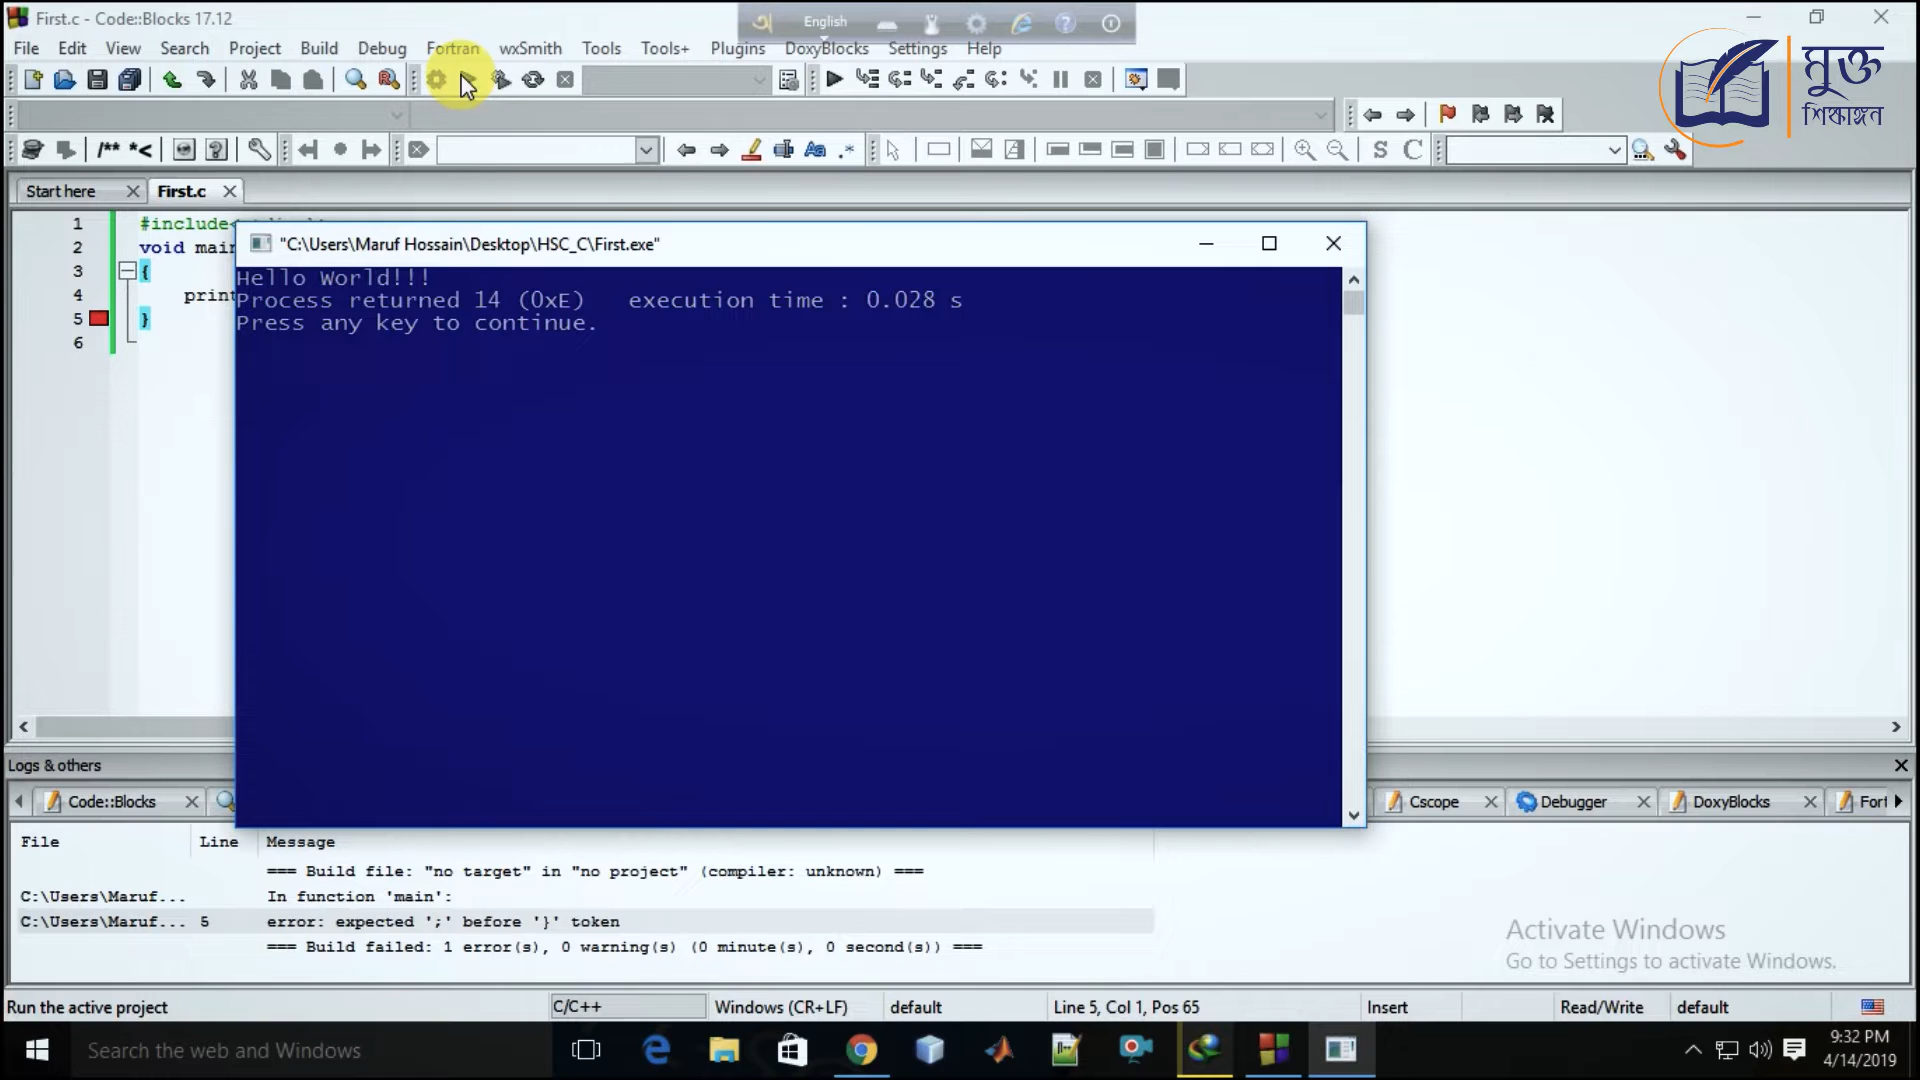 First.c - Code::Blocks 17.12
English
File Edit View Search Project Build Debug Fortran wxSmith Tools Tools+ Plugins DoxyBlocks Settings Help
মুক্ত
শিক্ষাঙ্গন
/** *<
S C
Start here First.c
1 #include<
2 void main
3 {
4 print
5 }
6
"C:\Users\Maruf Hossain\Desktop\HSC_C\First.exe"
Hello World!!!
Process returned 14 (0xE) execution time : 0.028 s
Press any key to continue.
Logs & others
Code::Blocks Cscope Debugger DoxyBlocks Fort
File Line Message
=== Build file: "no target" in "no project" (compiler: unknown) ===
C:\Users\Maruf... In function 'main':
C:\Users\Maruf... 5 error: expected ';' before '}' token
=== Build failed: 1 error(s), 0 warning(s) (0 minute(s), 0 second(s)) ===
Activate Windows
Go to Settings to activate Windows.
Run the active project C/C++ Windows (CR+LF) default Line 5, Col 1, Pos 65 Insert Read/Write default
Search the web and Windows
9:32 PM
4/14/2019